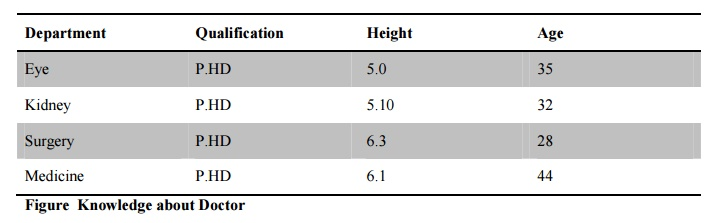 Department Qualification Height Age
Eye P.HD 5.0 35
Kidney P.HD 5.10 32
Surgery P.HD 6.3 28
Medicine P.HD 6.1 44
Figure Knowledge about Doctor